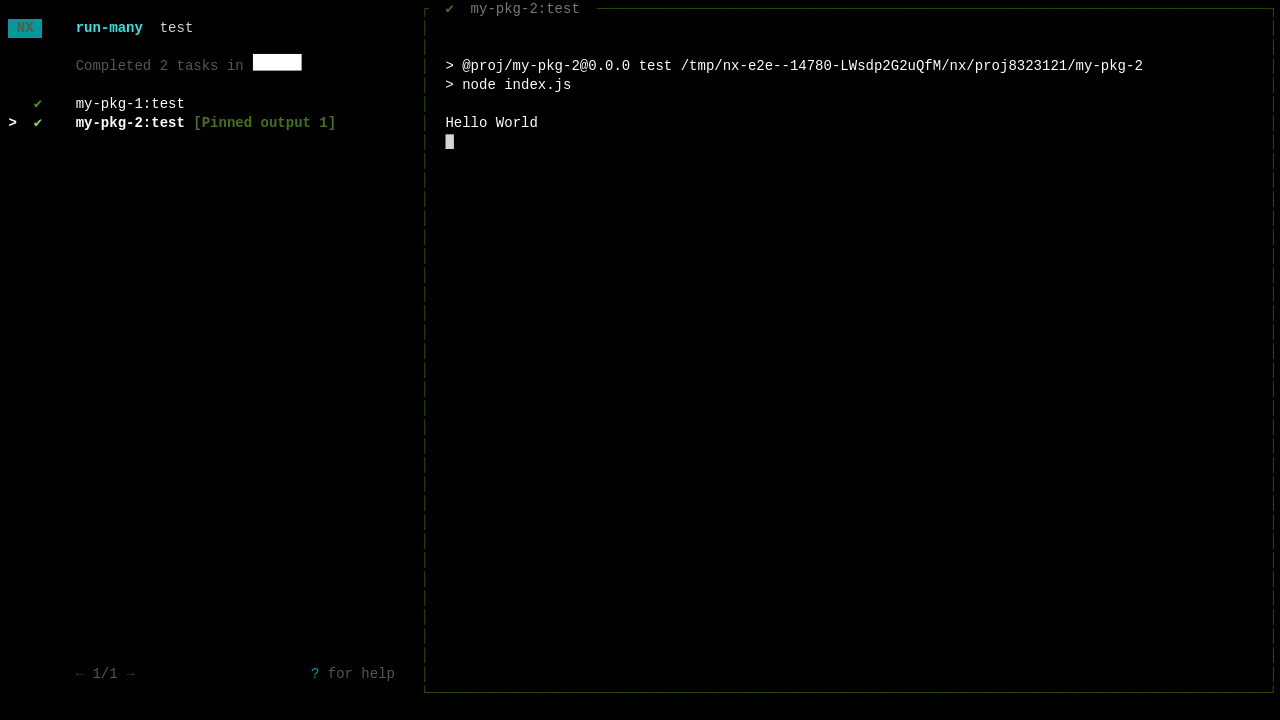 NX run-many test
Completed 2 tasks in
✔ my-pkg-1:test
> ✔ my-pkg-2:test [Pinned output 1]
← 1/1 → ? for help
✔ my-pkg-2:test
> @proj/my-pkg-2@0.0.0 test /tmp/nx-e2e--14780-LWsdp2G2uQfM/nx/proj8323121/my-pkg-2
> node index.js
Hello World